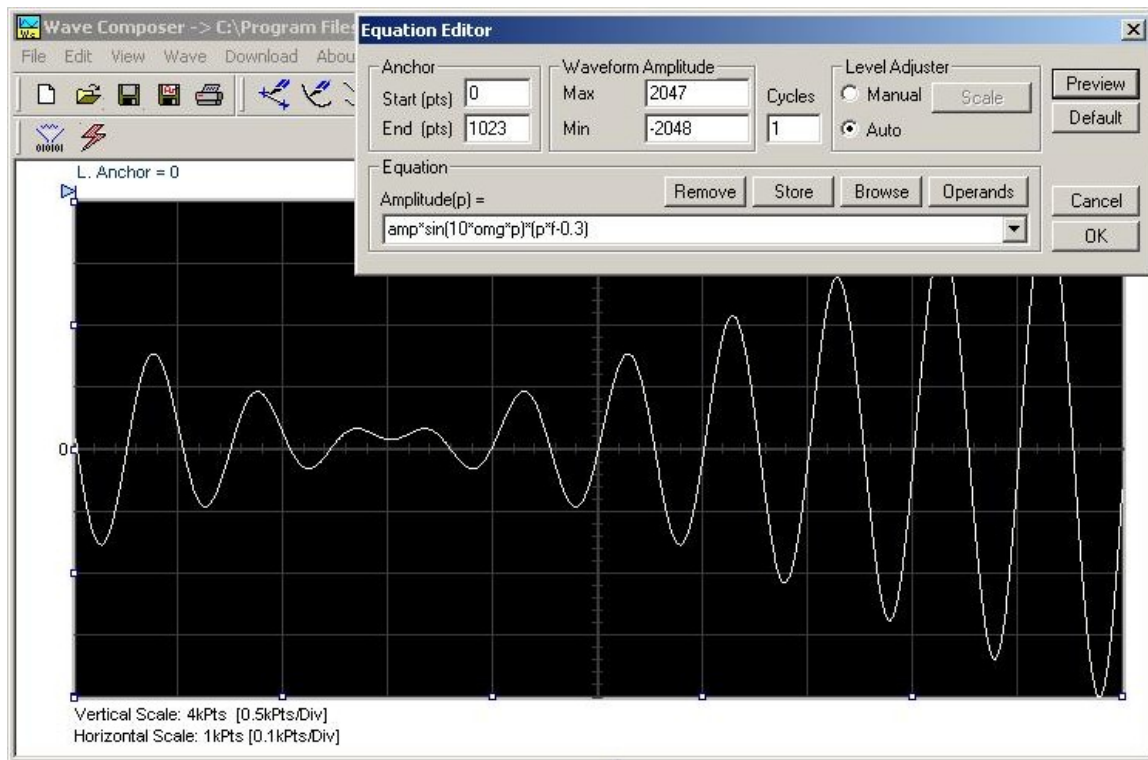 Wave Composer -> C:\Program Files
File Edit View Wave Download Abou
L. Anchor = 0
0
Vertical Scale: 4kPts [0.5kPts/Div]
Horizontal Scale: 1kPts [0.1kPts/Div]
Equation Editor
Anchor
Start (pts) 0
End (pts) 1023
Waveform Amplitude
Max 2047
Min -2048
Cycles
1
Level Adjuster
Manual Scale
Auto
Preview
Default
Cancel
OK
Equation
Amplitude(p) =
Remove Store Browse Operands
amp*sin(10*omg*p)*(p*f-0.3)